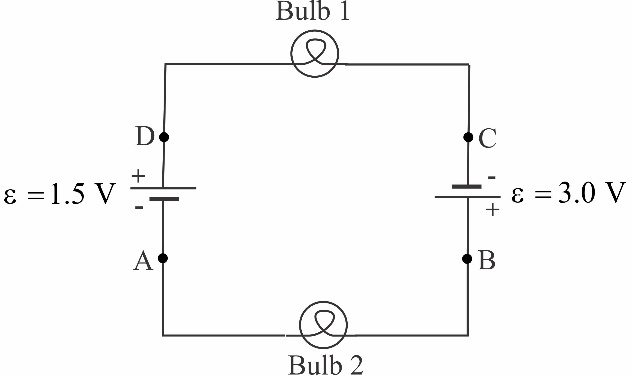 Bulb 1
D
C
+
-
ε = 1.5 V
ε = 3.0 V
-
+
A
B
Bulb 2